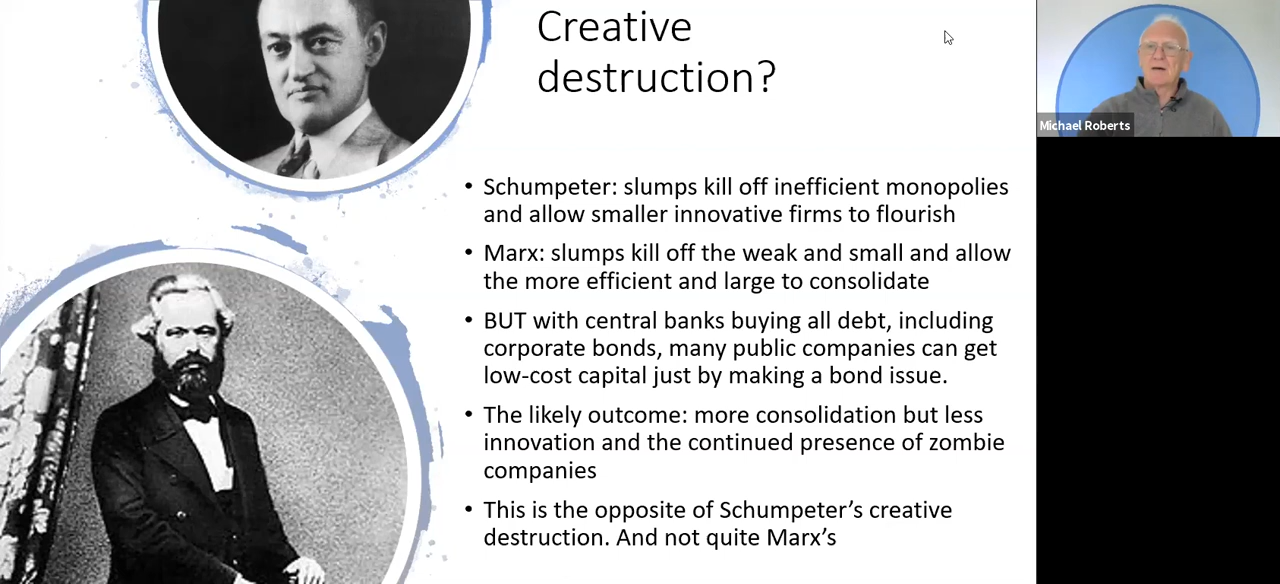 Creative
destruction?
Michael Roberts
• Schumpeter: slumps kill off inefficient monopolies
and allow smaller innovative firms to flourish
• Marx: slumps kill off the weak and small and allow
the more efficient and large to consolidate
• BUT with central banks buying all debt, including
corporate bonds, many public companies can get
low-cost capital just by making a bond issue.
• The likely outcome: more consolidation but less
innovation and the continued presence of zombie
companies
• This is the opposite of Schumpeter’s creative
destruction. And not quite Marx’s